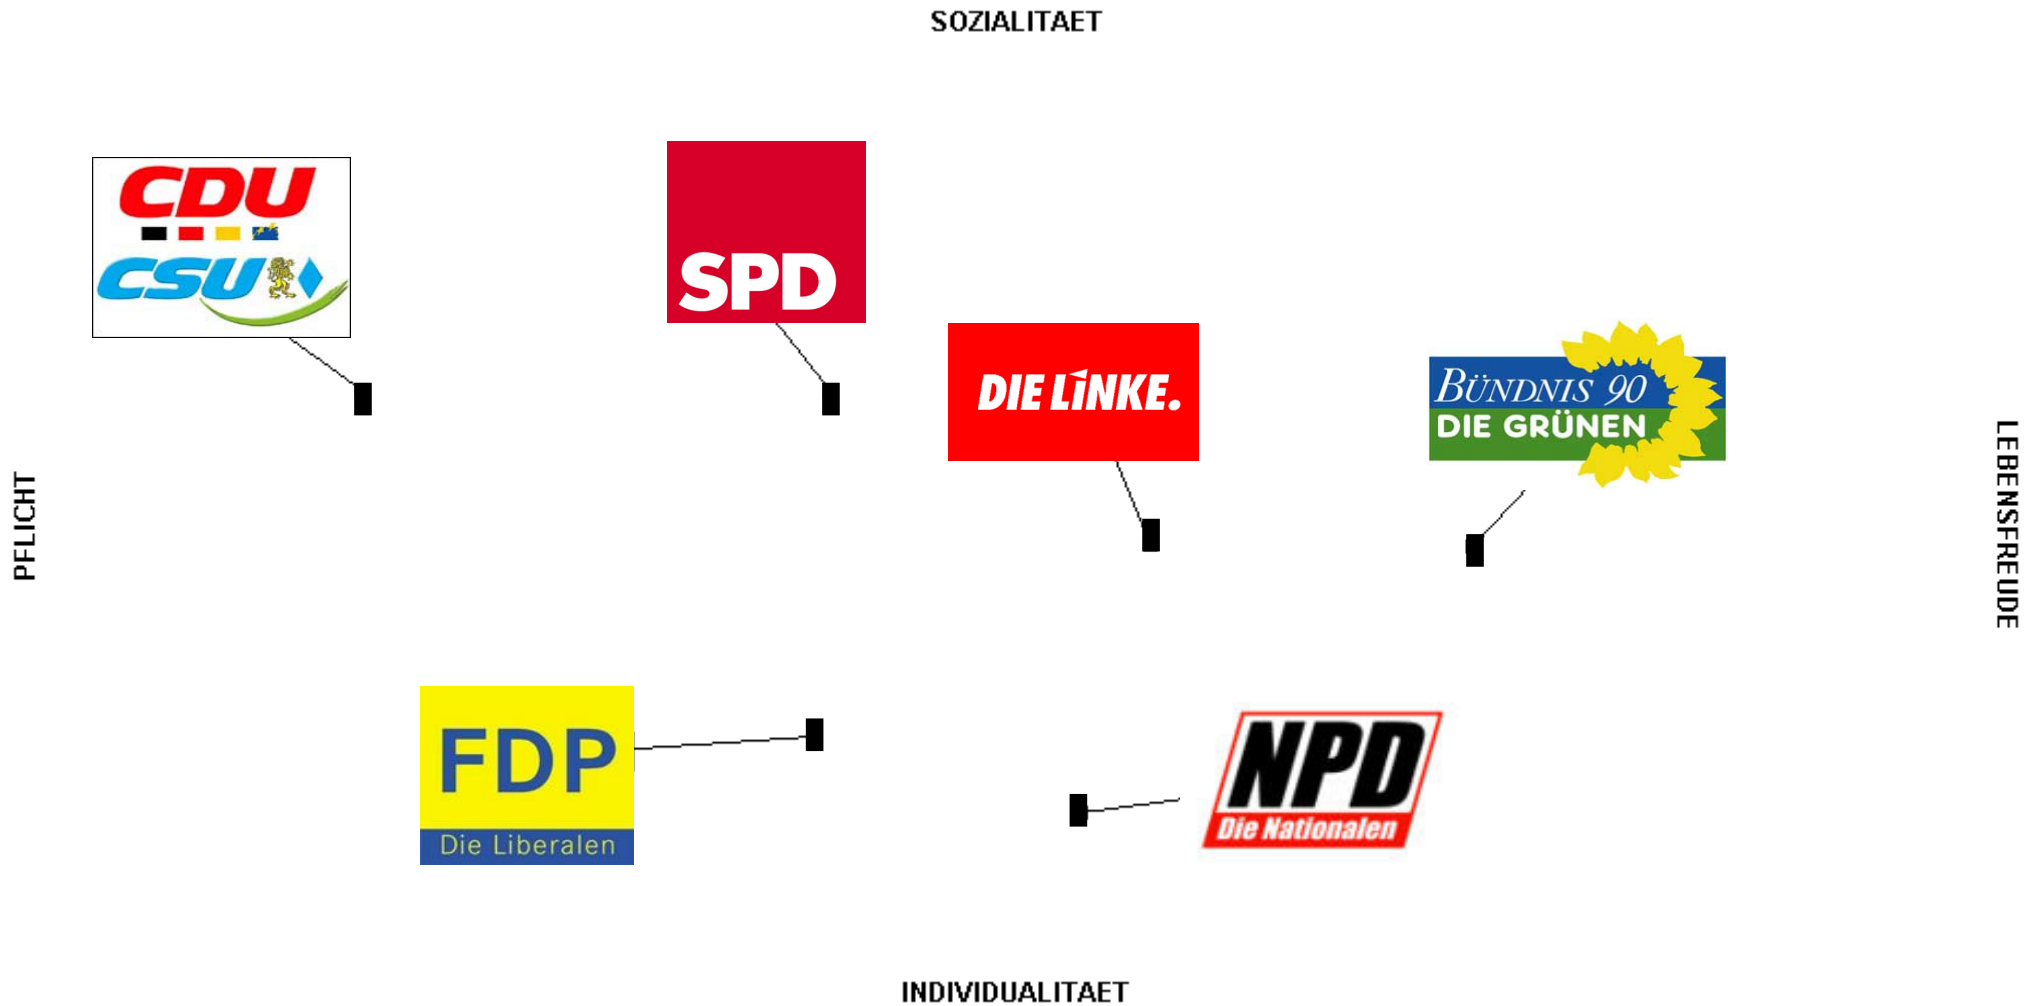 SOZIALITAET
CDU
CSU
SPD
DIE LINKE.
BÜNDNIS 90
DIE GRÜNEN
PFLICHT
LEBENSFREUDE
FDP
Die Liberalen
NPD
Die Nationalen
INDIVIDUALITAET